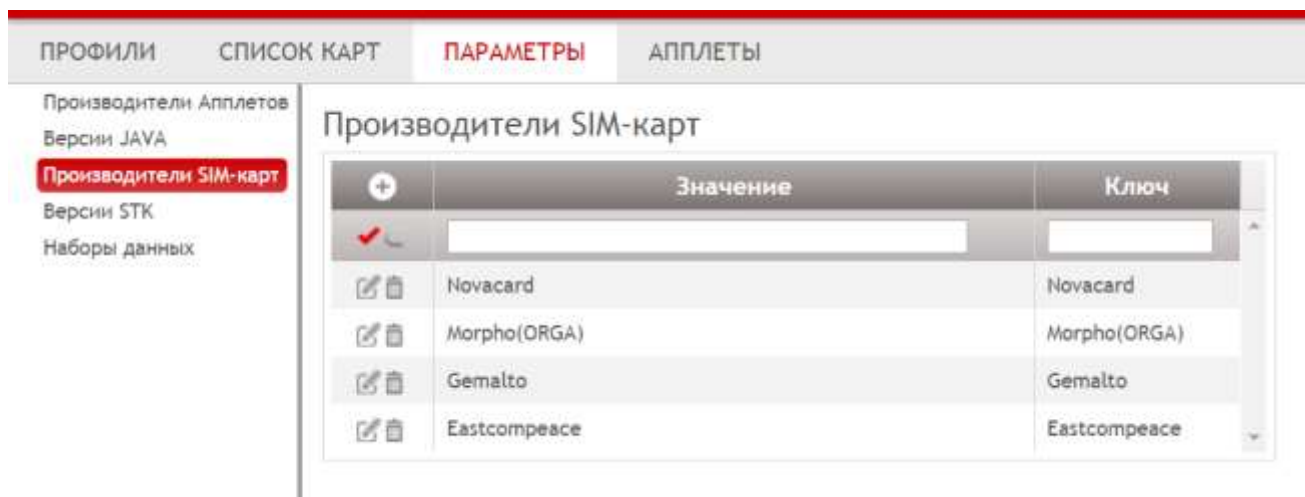 ПРОФИЛИ СПИСОК КАРТ ПАРАМЕТРЫ АППЛЕТЫ
Производители Апплетов
Версии JAVA
Производители SIM-карт
Версии STK
Наборы данных
Производители SIM-карт
Значение Ключ
Novacard Novacard
Morpho(ORGA) Morpho(ORGA)
Gemalto Gemalto
Eastcompeace Eastcompeace